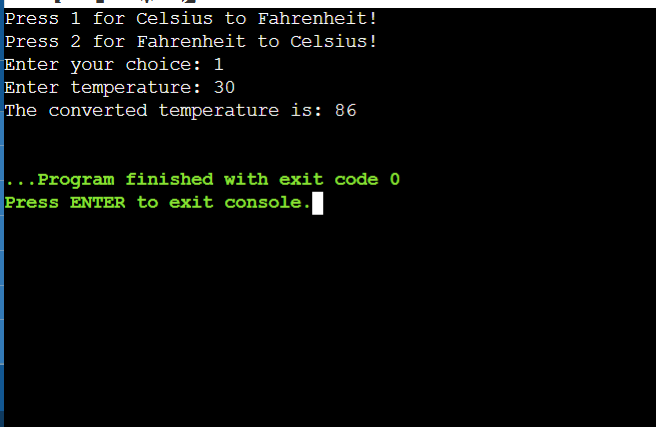 Press 1 for Celsius to Fahrenheit!
Press 2 for Fahrenheit to Celsius!
Enter your choice: 1
Enter temperature: 30
The converted temperature is: 86
...Program finished with exit code 0
Press ENTER to exit console.